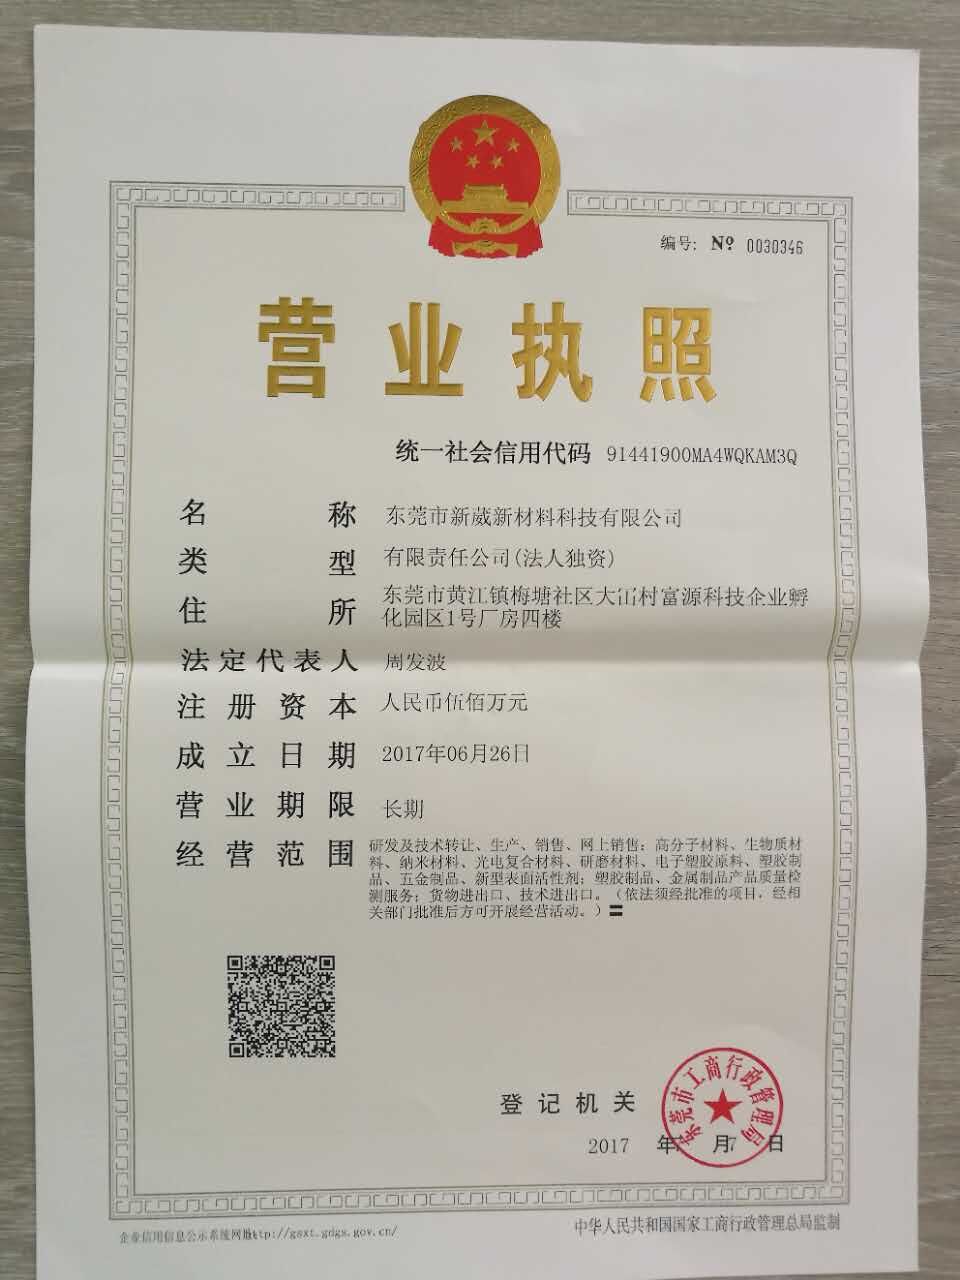 编号: Nº 0030346
营业执照
统一社会信用代码 91441900MA4WQKAM3Q
名称 东莞市新葳新材料科技有限公司
类型 有限责任公司(法人独资)
住所 东莞市黄江镇梅塘社区大冚村富源科技企业孵
化园区1号厂房四楼
法定代表人 周发波
注册资本 人民币伍佰万元
成立日期 2017年06月26日
营业期限 长期
经营范围 研发及技术转让、生产、销售、网上销售：高分子材料、生物质材
料、纳米材料、光电复合材料、研磨材料、电子塑胶原料、塑胶制
品、五金制品、新型表面活性剂；塑胶制品、金属制品产品质量检
测服务；货物进出口、技术进出口。（依法须经批准的项目，经相
关部门批准后方可开展经营活动。）〓
东莞市工商行政管理局
登记机关
2017 年 月7 日
企业信用信息公示系统网址http://gsxt.gdgs.gov.cn/
中华人民共和国国家工商行政管理总局监制